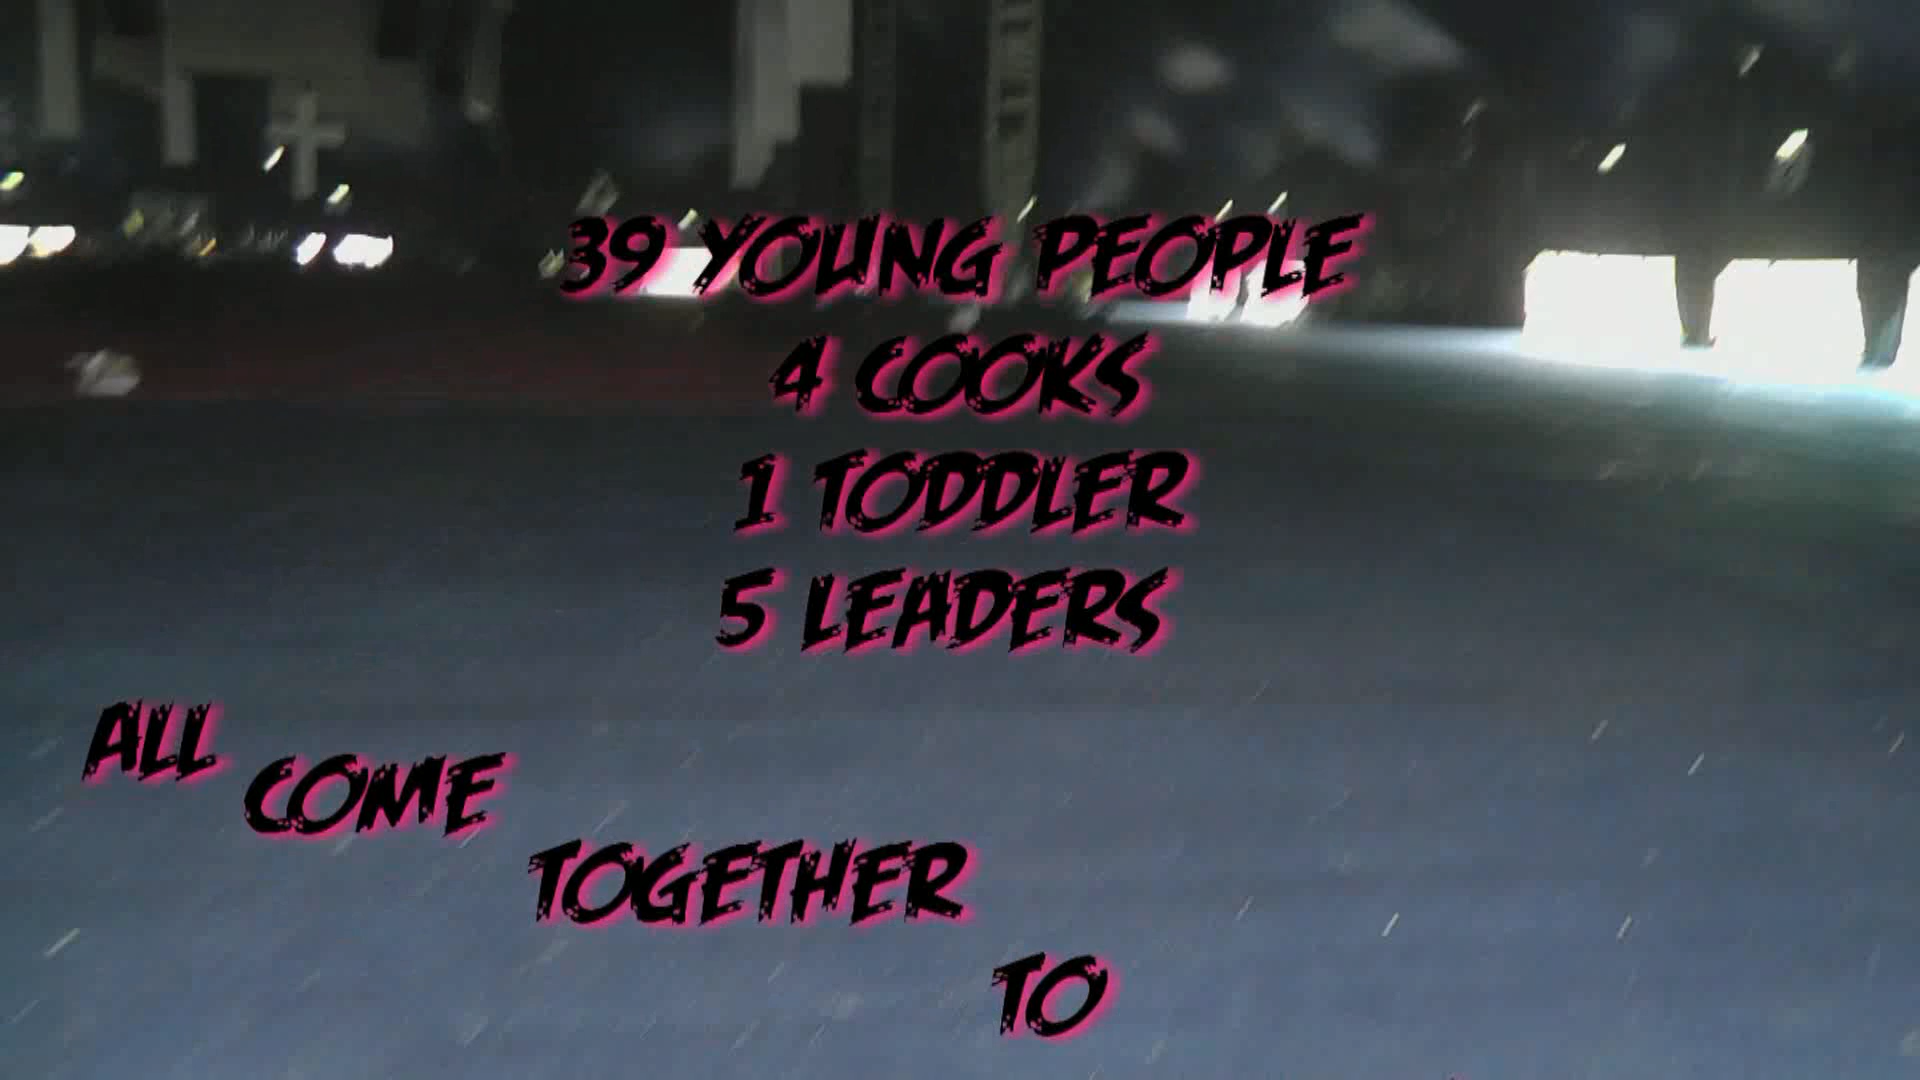 39 YOUNG PEOPLE
4 COOKS
1 TODDLER
5 LEADERS
ALL
COME
TOGETHER
TO